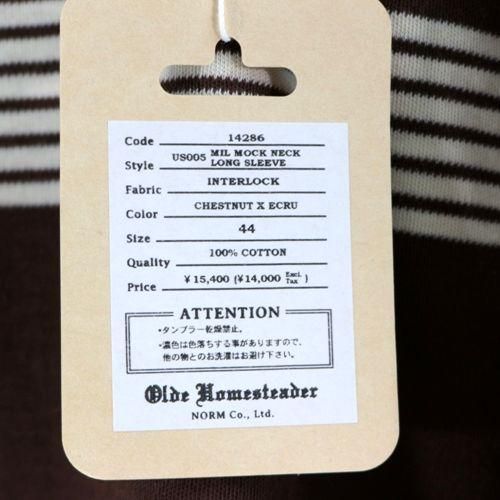 Code 14286
Style US005 MIL MOCK NECK
LONG SLEEVE
Fabric INTERLOCK
Color CHESTNUT X ECRU
Size 44
Quality 100% COTTON
Price ¥15,400 (¥14,000 Excl. Tax)
ATTENTION
・タンブラー乾燥禁止。
・濃色は色落ちする事がありますので、
他の物とのお洗濯はお避け下さい。
Olde Homesteader
NORM Co., Ltd.